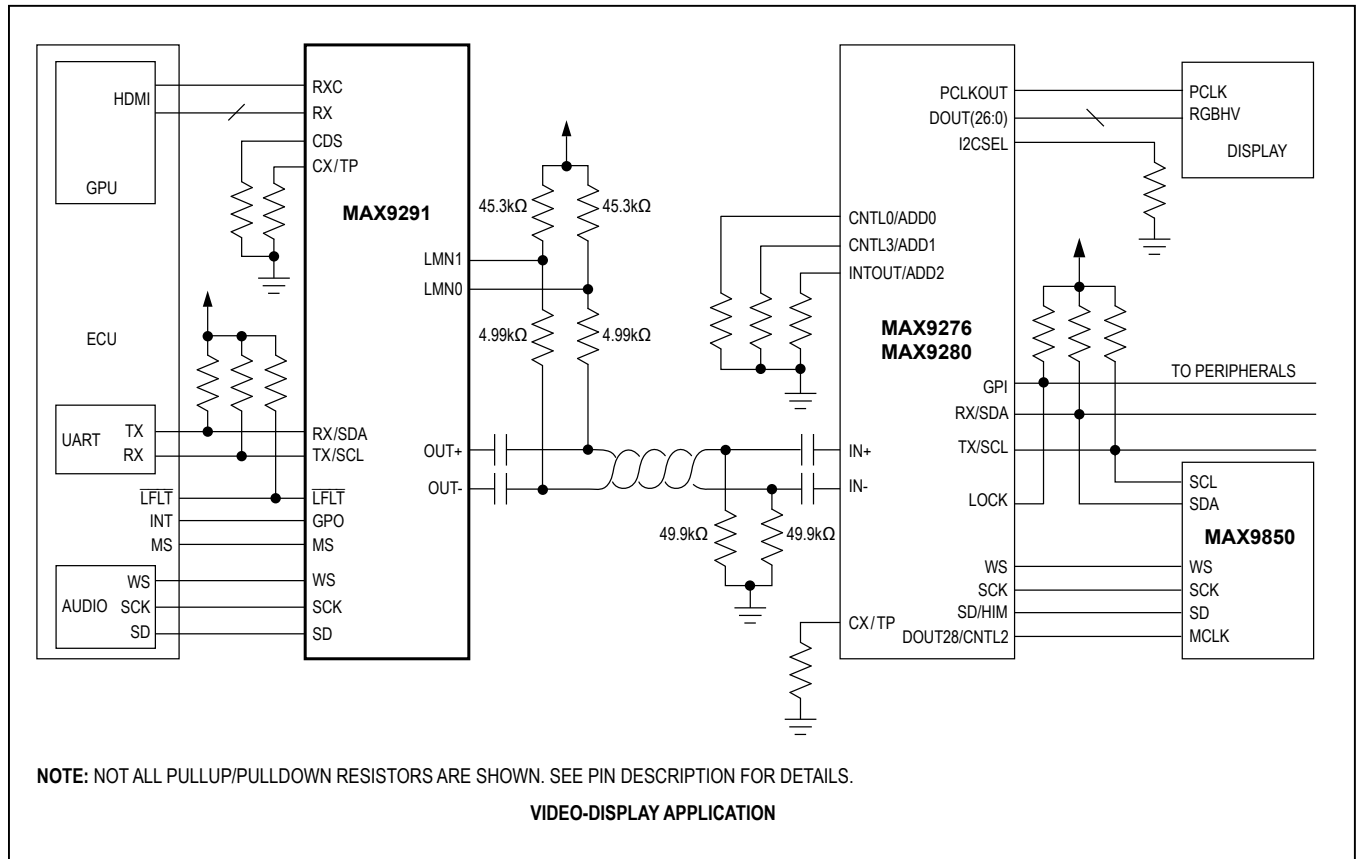 HDMI
GPU
ECU
UART
TX
RX
LFLT
INT
MS
AUDIO
WS
SCK
SD
RXC
RX
CDS
CX/TP
MAX9291
LMN1
LMN0
RX/SDA
TX/SCL
LFLT
GPO
MS
WS
SCK
SD
OUT+
OUT-
45.3kΩ
45.3kΩ
4.99kΩ
4.99kΩ
49.9kΩ
49.9kΩ
PCLKOUT
DOUT(26:0)
I2CSEL
CNTL0/ADD0
CNTL3/ADD1
INTOUT/ADD2
MAX9276
MAX9280
GPI
RX/SDA
TX/SCL
IN+
IN-
LOCK
WS
SCK
SD/HIM
CX/TP
DOUT28/CNTL2
PCLK
RGBHV
DISPLAY
TO PERIPHERALS
SCL
SDA
MAX9850
WS
SCK
SD
MCLK
NOTE: NOT ALL PULLUP/PULLDOWN RESISTORS ARE SHOWN. SEE PIN DESCRIPTION FOR DETAILS.
VIDEO-DISPLAY APPLICATION